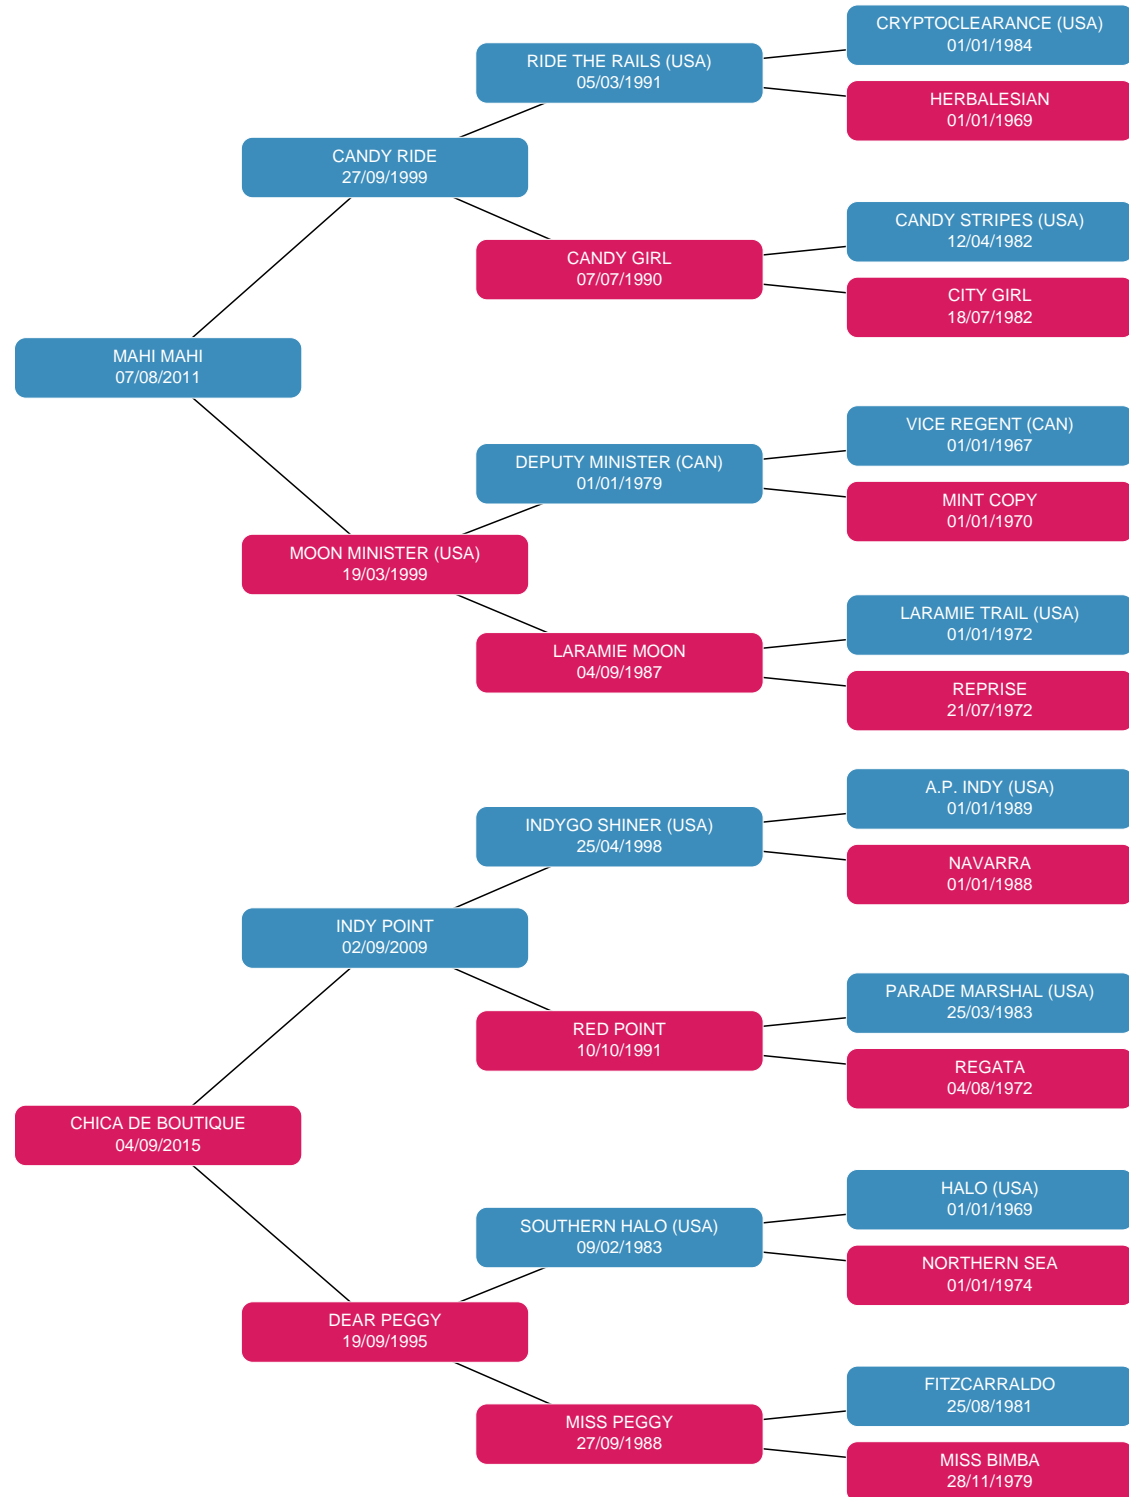 CRYPTOCLEARANCE (USA)
01/01/1984
RIDE THE RAILS (USA)
05/03/1991
HERBALESIAN
01/01/1969
CANDY RIDE
27/09/1999
CANDY STRIPES (USA)
12/04/1982
CANDY GIRL
07/07/1990
CITY GIRL
18/07/1982
MAHI MAHI
07/08/2011
VICE REGENT (CAN)
01/01/1967
DEPUTY MINISTER (CAN)
01/01/1979
MINT COPY
01/01/1970
MOON MINISTER (USA)
19/03/1999
LARAMIE TRAIL (USA)
01/01/1972
LARAMIE MOON
04/09/1987
REPRISE
21/07/1972
A.P. INDY (USA)
01/01/1989
INDYGO SHINER (USA)
25/04/1998
NAVARRA
01/01/1988
INDY POINT
02/09/2009
PARADE MARSHAL (USA)
25/03/1983
RED POINT
10/10/1991
REGATA
04/08/1972
CHICA DE BOUTIQUE
04/09/2015
HALO (USA)
01/01/1969
SOUTHERN HALO (USA)
09/02/1983
NORTHERN SEA
01/01/1974
DEAR PEGGY
19/09/1995
FITZCARRALDO
25/08/1981
MISS PEGGY
27/09/1988
MISS BIMBA
28/11/1979